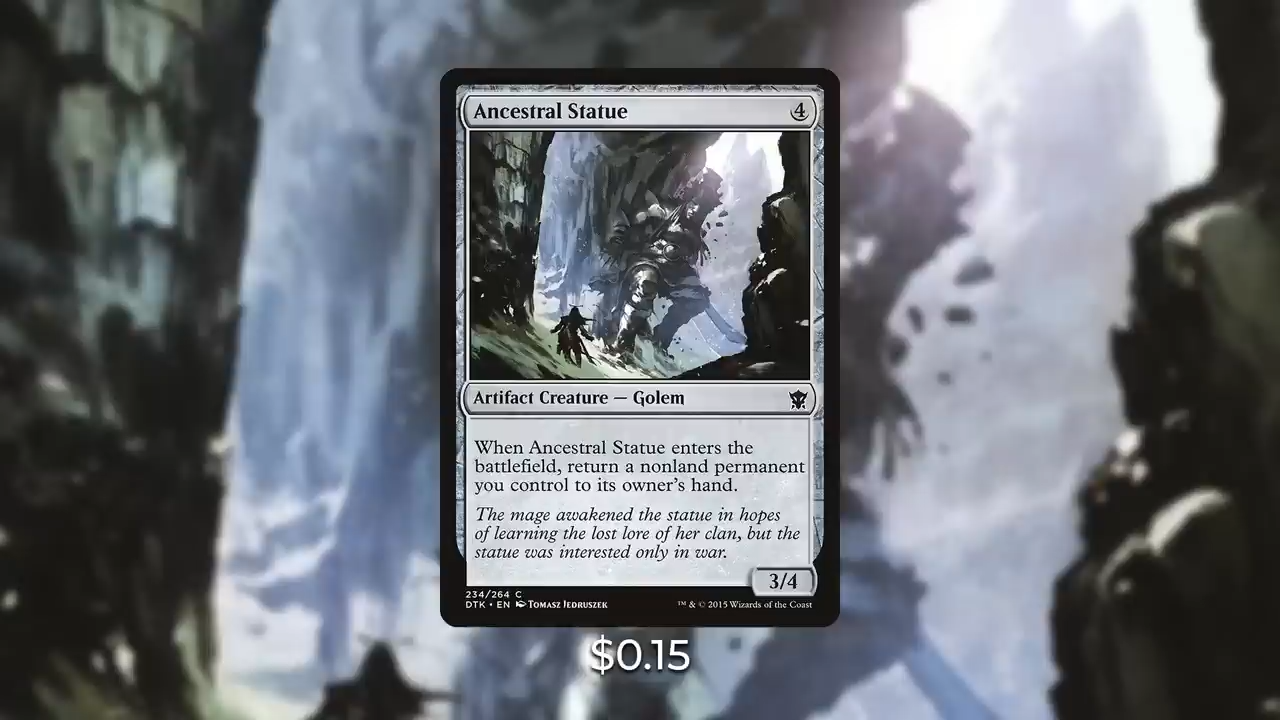 Ancestral Statue 4
Artifact Creature — Golem
When Ancestral Statue enters the
battlefield, return a nonland permanent
you control to its owner's hand.
The mage awakened the statue in hopes
of learning the lost lore of her clan, but the
statue was interested only in war.
3/4
234/264 C
DTK • EN Tomasz Jedruszek ™ & © 2015 Wizards of the Coast
$0.15